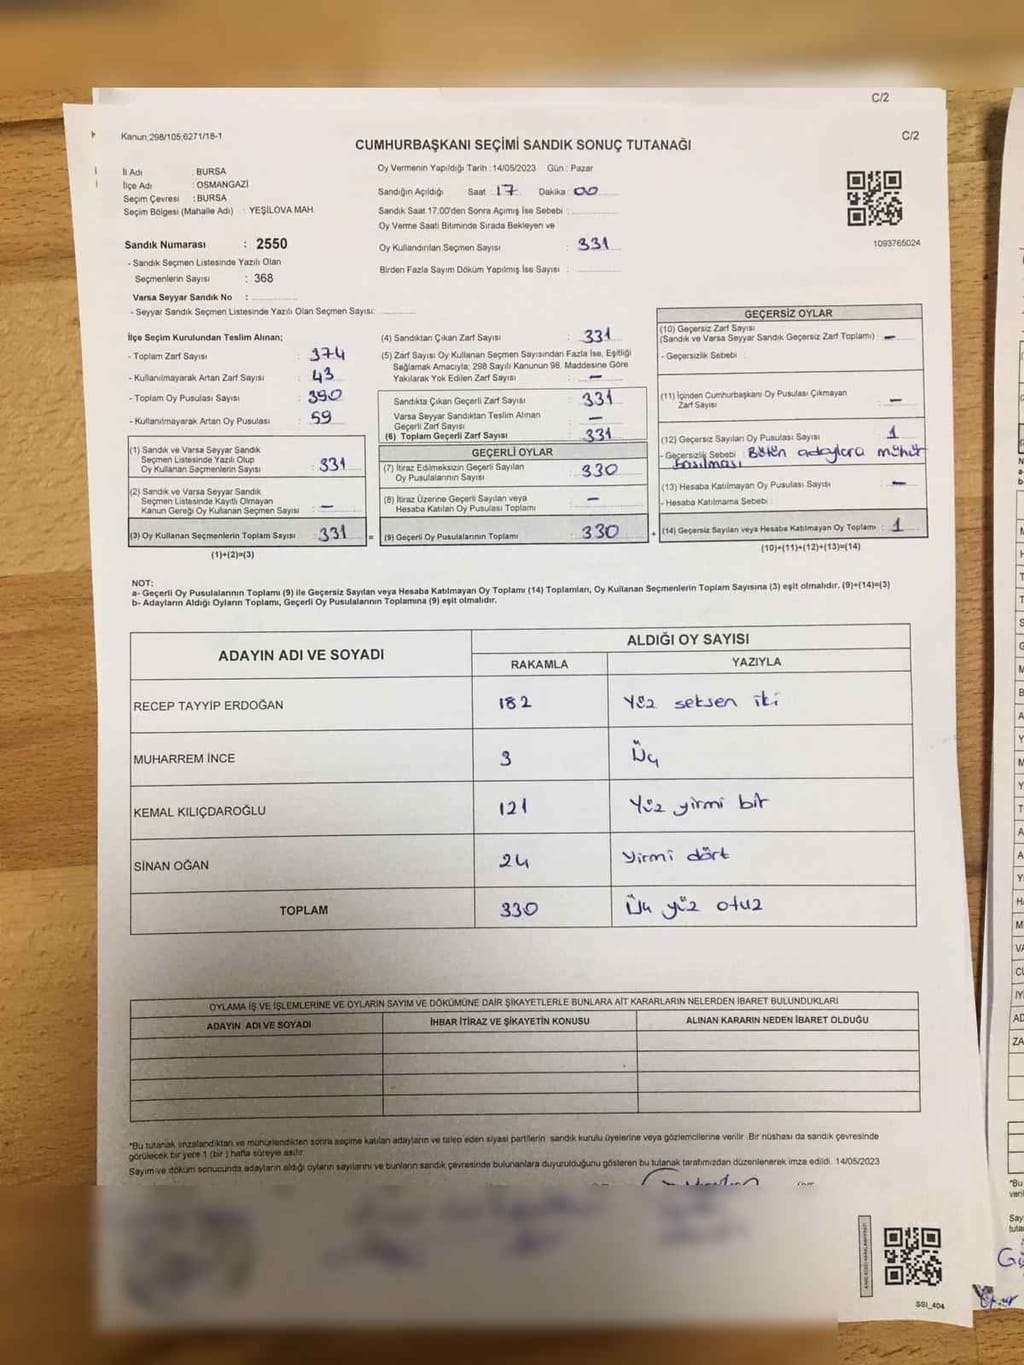 C/2
Kanun:298/105,6271/18-1
C/2
CUMHURBAŞKANI SEÇİMİ SANDIK SONUÇ TUTANAĞI
İl Adı : BURSA
İlçe Adı : OSMANGAZİ
Seçim Çevresi : BURSA
Seçim Bölgesi (Mahalle Adı) : YEŞİLOVA MAH.
Oy Vermenin Yapıldığı Tarih : 14/05/2023 Gün : Pazar
Sandığın Açıldığı Saat : 17 Dakika : 00
Sandık Saat 17.00'den Sonra Açımış İse Sebebi :
Oy Verme Saati Bitiminde Sırada Bekleyen ve
Oy Kullandırılan Seçmen Sayısı : 331
Birden Fazla Sayım Döküm Yapılmış İse Sayısı :
1093765024
Sandık Numarası : 2550
- Sandık Seçmen Listesinde Yazılı Olan
Seçmenlerin Sayısı : 368
Varsa Seyyar Sandık No :
- Seyyar Sandık Seçmen Listesinde Yazılı Olan Seçmen Sayısı:
İlçe Seçim Kurulundan Teslim Alınan;
- Toplam Zarf Sayısı : 374
- Kullanılmayarak Artan Zarf Sayısı : 43
- Toplam Oy Pusulası Sayısı : 390
- Kullanılmayarak Artan Oy Pusulası : 59
(1) Sandık ve Varsa Seyyar Sandık
Seçmen Listesinde Yazılı Olup
Oy Kullanan Seçmenlerin Sayısı : 331
(2) Sandık ve Varsa Seyyar Sandık
Seçmen Listesinde Kayıtlı Olmayan
Kanun Gereği Oy Kullanan Seçmen Sayısı : —
(3) Oy Kullanan Seçmenlerin Toplam Sayısı : 331
(1)+(2)=(3)
(4) Sandıktan Çıkan Zarf Sayısı : 331
(5) Zarf Sayısı Oy Kullanan Seçmen Sayısından Fazla İse, Eşitliği
Sağlamak Amacıyla; 298 Sayılı Kanunun 98. Maddesine Göre
Yakılarak Yok Edilen Zarf Sayısı : —
Sandıkta Çıkan Geçerli Zarf Sayısı : 331
Varsa Seyyar Sandıktan Teslim Alınan
Geçerli Zarf Sayısı : —
(6) Toplam Geçerli Zarf Sayısı : 331
GEÇERLİ OYLAR
(7) İtiraz Edilmeksizin Geçerli Sayılan
Oy Pusulalarının Sayısı : 330
(8) İtiraz Üzerine Geçerli Sayılan veya
Hesaba Katılan Oy Pusulası Toplamı : —
= (9) Geçerli Oy Pusulalarının Toplamı : 330
GEÇERSİZ OYLAR
(10) Geçersiz Zarf Sayısı
(Sandık ve Varsa Seyyar Sandık Geçersiz Zarf Toplamı) : —
- Geçersizlik Sebebi :
(11) İçinden Cumhurbaşkanı Oy Pusulası Çıkmayan
Zarf Sayısı : —
(12) Geçersiz Sayılan Oy Pusulası Sayısı : 1
- Geçersizlik Sebebi : Bütün adaylara mühür
basılması
(13) Hesaba Katılmayan Oy Pusulası Sayısı : —
- Hesaba Katılmama Sebebi :
+ (14) Geçersiz Sayılan veya Hesaba Katılmayan Oy Toplamı : 1
(10)+(11)+(12)+(13)=(14)
NOT:
a- Geçerli Oy Pusulalarının Toplamı (9) ile Geçersiz Sayılan veya Hesaba Katılmayan Oy Toplamı (14) Toplamları, Oy Kullanan Seçmenlerin Toplam Sayısına (3) eşit olmalıdır. (9)+(14)=(3)
b- Adayların Aldığı Oyların Toplamı, Geçerli Oy Pusulalarının Toplamına (9) eşit olmalıdır.
ADAYIN ADI VE SOYADI
ALDIĞI OY SAYISI
RAKAMLA YAZIYLA
RECEP TAYYİP ERDOĞAN 182 Yüz seksen iki
MUHARREM İNCE 3 Üç
KEMAL KILIÇDAROĞLU 121 Yüz yirmi bir
SİNAN OĞAN 24 Yirmi dört
TOPLAM 330 Üç yüz otuz
OYLAMA İŞ VE İŞLEMLERİNE VE OYLARIN SAYIM VE DÖKÜMÜNE DAİR ŞİKAYETLERLE BUNLARA AİT KARARLARIN NELERDEN İBARET BULUNDUKLARI
ADAYIN ADI VE SOYADI İHBAR İTİRAZ VE ŞİKAYETİN KONUSU ALINAN KARARIN NEDEN İBARET OLDUĞU
*Bu tutanak imzalandıktan ve mühürlendikten sonra seçime katılan adayların ve talep eden siyasi partilerin sandık kurulu üyelerine veya gözlemcilerine verilir. Bir nüshası da sandık çevresinde
görülecek bir yere 1 (bir ) hafta süreyle asılır.
Sayım ve döküm sonucunda adayların aldığı oyların sayılarını ve bunların sandık çevresinde bulunanlara duyurulduğunu gösteren bu tutanak tarafımızdan düzenlenerek imza edildi. 14/05/2023
SSI_404